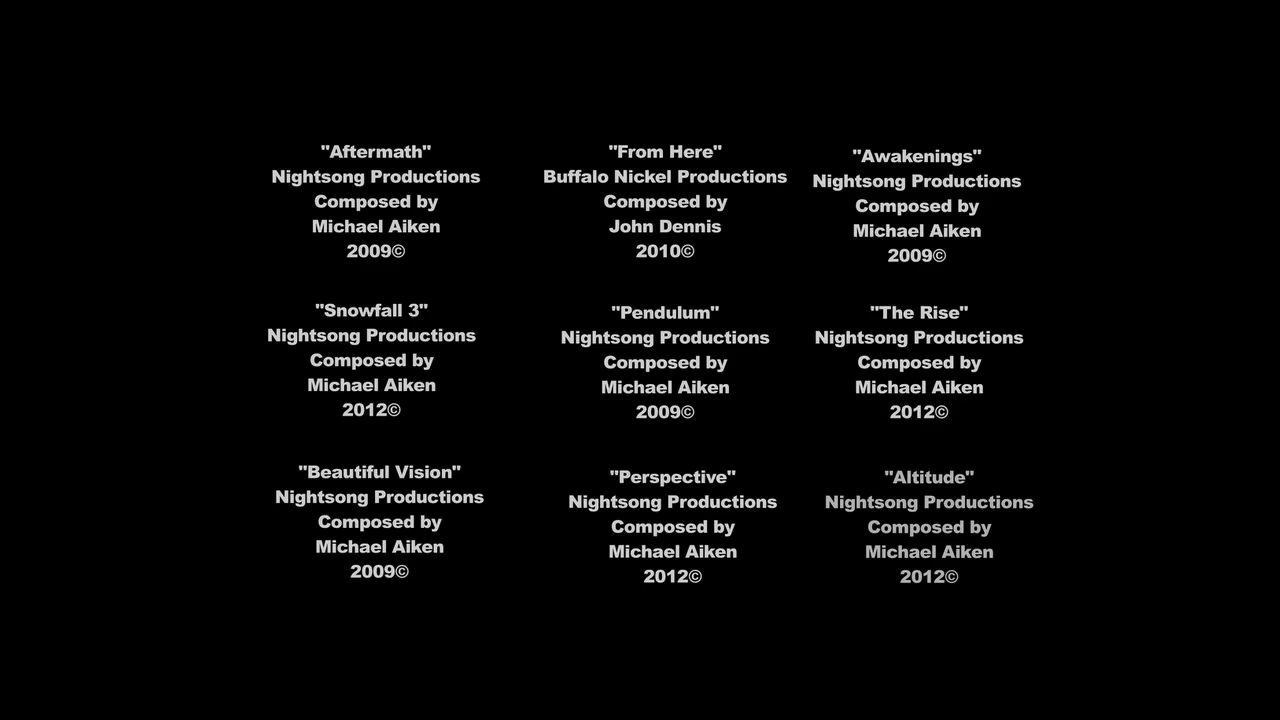 "Aftermath"
Nightsong Productions
Composed by
Michael Aiken
2009©
"From Here"
Buffalo Nickel Productions
Composed by
John Dennis
2010©
"Awakenings"
Nightsong Productions
Composed by
Michael Aiken
2009©
"Snowfall 3"
Nightsong Productions
Composed by
Michael Aiken
2012©
"Pendulum"
Nightsong Productions
Composed by
Michael Aiken
2009©
"The Rise"
Nightsong Productions
Composed by
Michael Aiken
2012©
"Beautiful Vision"
Nightsong Productions
Composed by
Michael Aiken
2009©
"Perspective"
Nightsong Productions
Composed by
Michael Aiken
2012©
"Altitude"
Nightsong Productions
Composed by
Michael Aiken
2012©